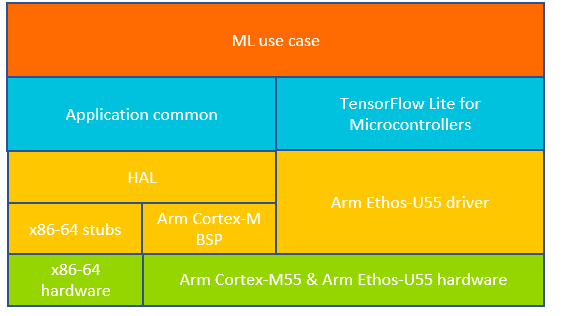 ML use case
Application common
TensorFlow Lite for
Microcontrollers
HAL
Arm Ethos-U55 driver
x86-64 stubs
Arm Cortex-M
BSP
x86-64
hardware
Arm Cortex-M55 & Arm Ethos-U55 hardware